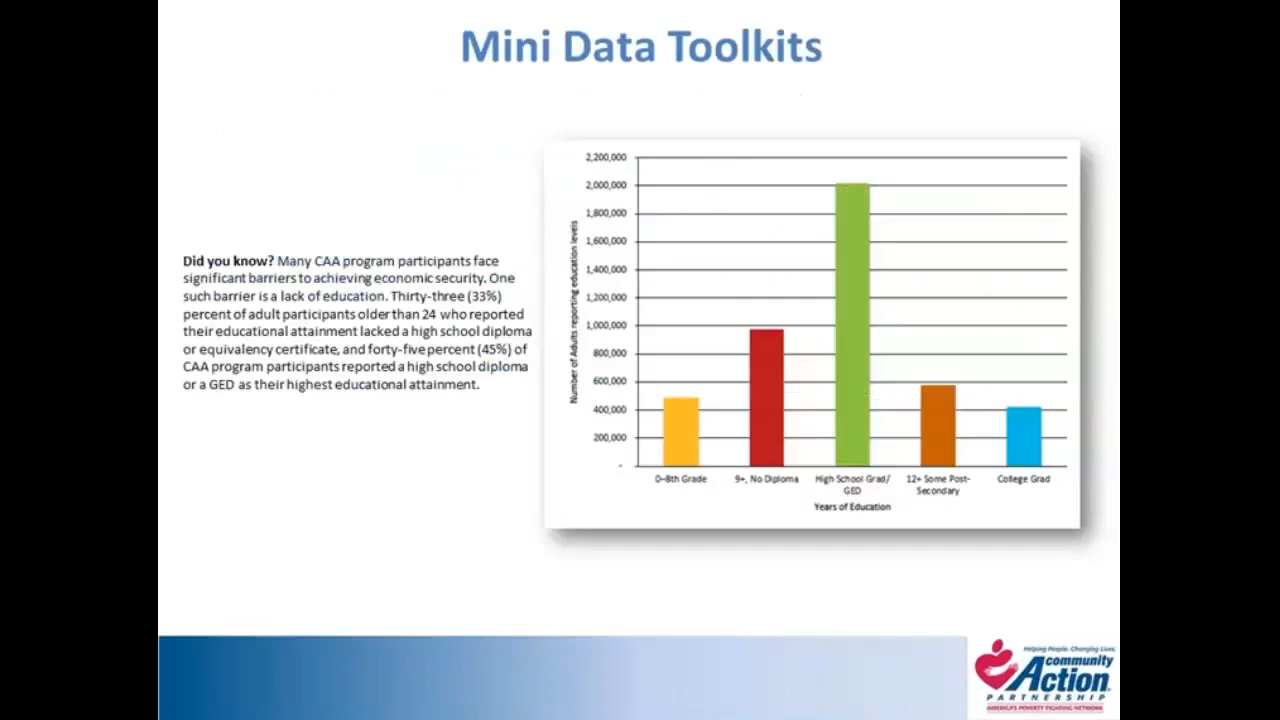 Mini Data Toolkits
Did you know? Many CAA program participants face
significant barriers to achieving economic security. One
such barrier is a lack of education. Thirty-three (33%)
percent of adult participants older than 24 who reported
their educational attainment lacked a high school diploma
or equivalency certificate, and forty-five percent (45%) of
CAA program participants reported a high school diploma
or a GED as their highest educational attainment.
Number of Adults reporting education levels
2,200,000
2,000,000
1,800,000
1,600,000
1,400,000
1,200,000
1,000,000
800,000
600,000
400,000
200,000
-
0-8th Grade
9+, No Diploma
High School Grad/
GED
12+ Some Post-
Secondary
College Grad
Years of Education
Helping People. Changing Lives.
community
Action
PARTNERSHIP
AMERICA'S POVERTY FIGHTING NETWORK